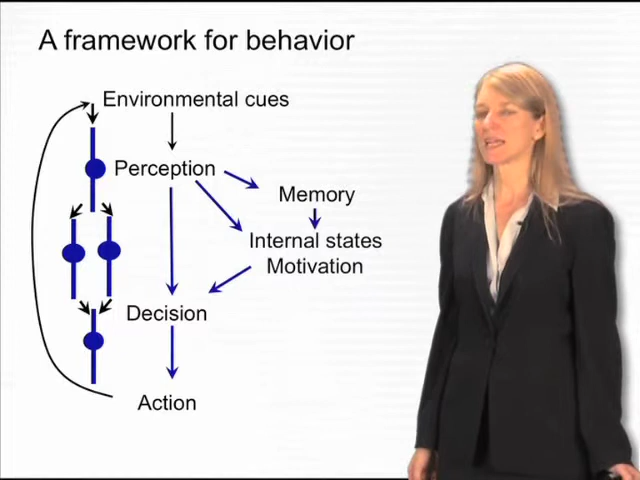 A framework for behavior
Environmental cues
Perception
Memory
Internal states
Motivation
Decision
Action